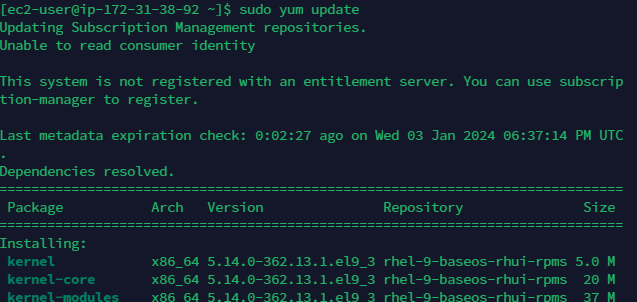 [ec2-user@ip-172-31-38-92 ~]$ sudo yum update
Updating Subscription Management repositories.
Unable to read consumer identity
This system is not registered with an entitlement server. You can use subscrip
tion-manager to register.
Last metadata expiration check: 0:02:27 ago on Wed 03 Jan 2024 06:37:14 PM UTC
.
Dependencies resolved.
================================================================================
Package Arch Version Repository Size
================================================================================
Installing:
kernel x86_64 5.14.0-362.13.1.el9_3 rhel-9-baseos-rhui-rpms 5.0 M
kernel-core x86_64 5.14.0-362.13.1.el9_3 rhel-9-baseos-rhui-rpms 20 M
kernel-modules x86_64 5.14.0-362.13.1.el9_3 rhel-9-baseos-rhui-rpms 37 M